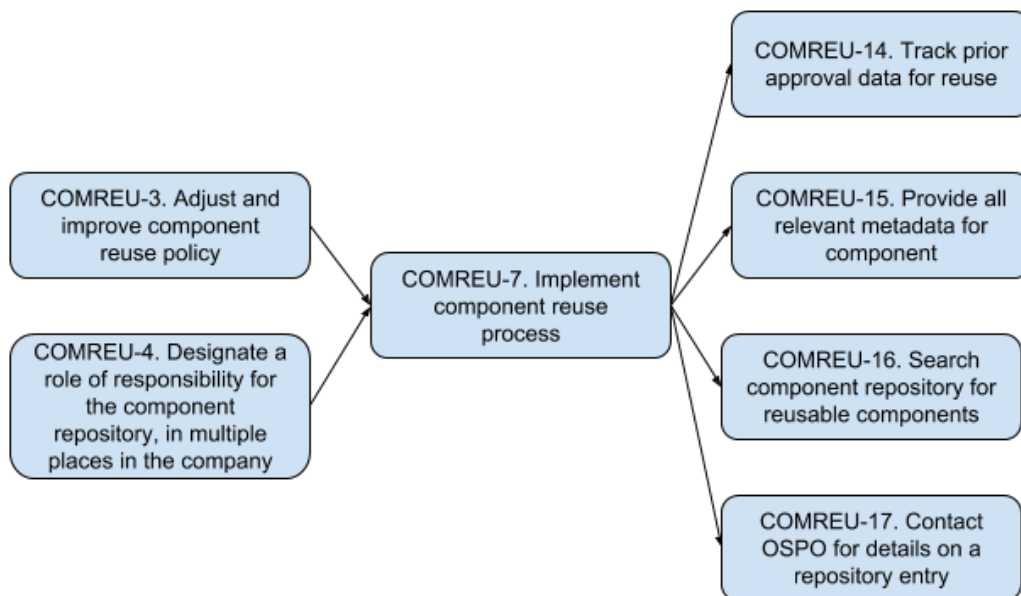 COMREU-3. Adjust and
improve component
reuse policy
COMREU-4. Designate a
role of responsibility for
the component
repository, in multiple
places in the company
COMREU-7. Implement
component reuse
process
COMREU-14. Track prior
approval data for reuse
COMREU-15. Provide all
relevant metadata for
component
COMREU-16. Search
component repository for
reusable components
COMREU-17. Contact
OSPO for details on a
repository entry